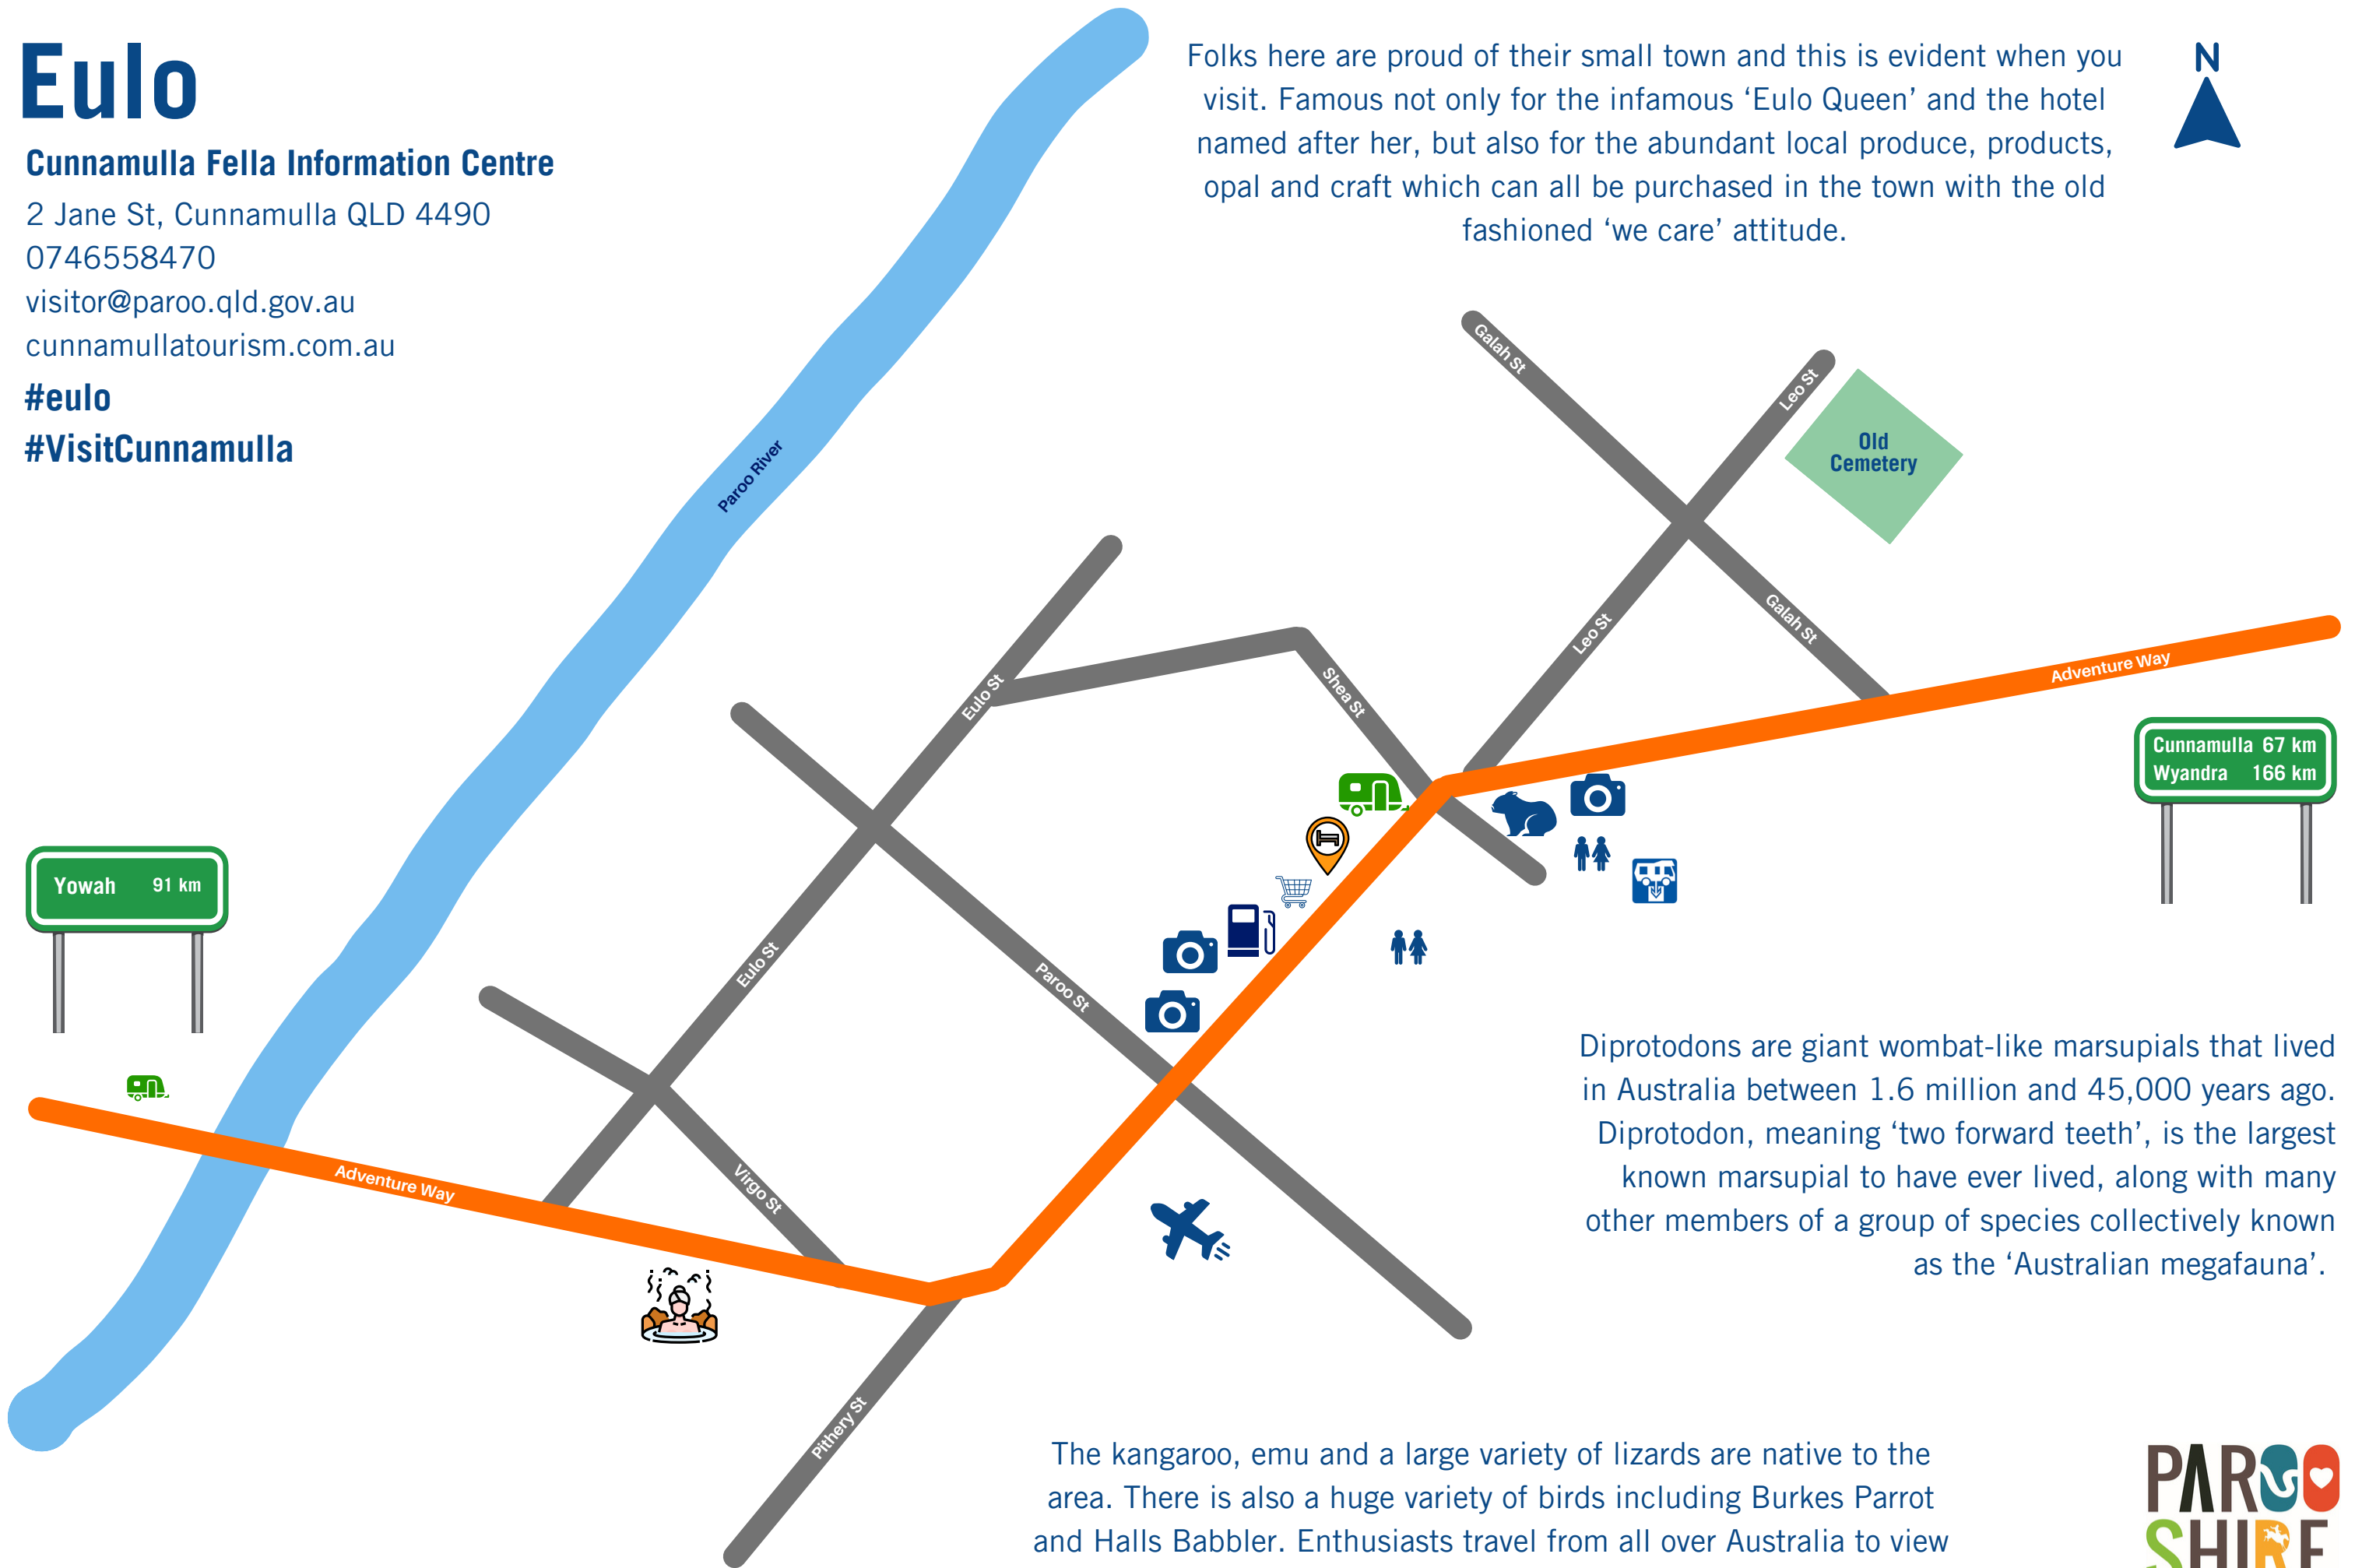 Eulo
Cunnamulla Fella Information Centre
2 Jane St, Cunnamulla QLD 4490
0746558470
visitor@paroo.qld.gov.au
cunnamullatourism.com.au
#eulo
#VisitCunnamulla
Folks here are proud of their small town and this is evident when you
visit. Famous not only for the infamous ‘Eulo Queen’ and the hotel
named after her, but also for the abundant local produce, products,
opal and craft which can all be purchased in the town with the old
fashioned ‘we care’ attitude.
N
Galah St
Leo St
Old
Cemetery
Paroo River
Leo St
Galah St
Adventure Way
Eulo St
Shea St
Cunnamulla 67 km
Wyandra 166 km
Yowah 91 km
Eulo St
Paroo St
Adventure Way
Virgo St
Pithery St
Diprotodons are giant wombat-like marsupials that lived
in Australia between 1.6 million and 45,000 years ago.
Diprotodon, meaning ‘two forward teeth’, is the largest
known marsupial to have ever lived, along with many
other members of a group of species collectively known
as the ‘Australian megafauna’.
The kangaroo, emu and a large variety of lizards are native to the
area. There is also a huge variety of birds including Burkes Parrot
and Halls Babbler. Enthusiasts travel from all over Australia to view
PAROO
SHIRE